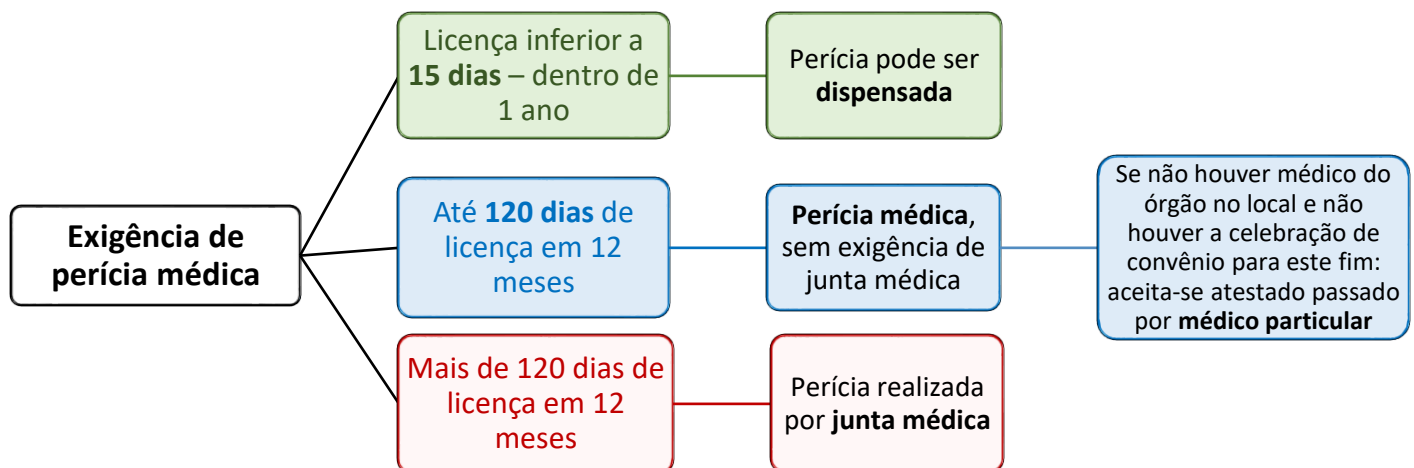 Exigência de
perícia médica
Licença inferior a
15 dias – dentro de
1 ano
Perícia pode ser
dispensada
Até 120 dias de
licença em 12
meses
Perícia médica,
sem exigência de
junta médica
Se não houver médico do
órgão no local e não
houver a celebração de
convênio para este fim:
aceita-se atestado passado
por médico particular
Mais de 120 dias de
licença em 12
meses
Perícia realizada
por junta médica